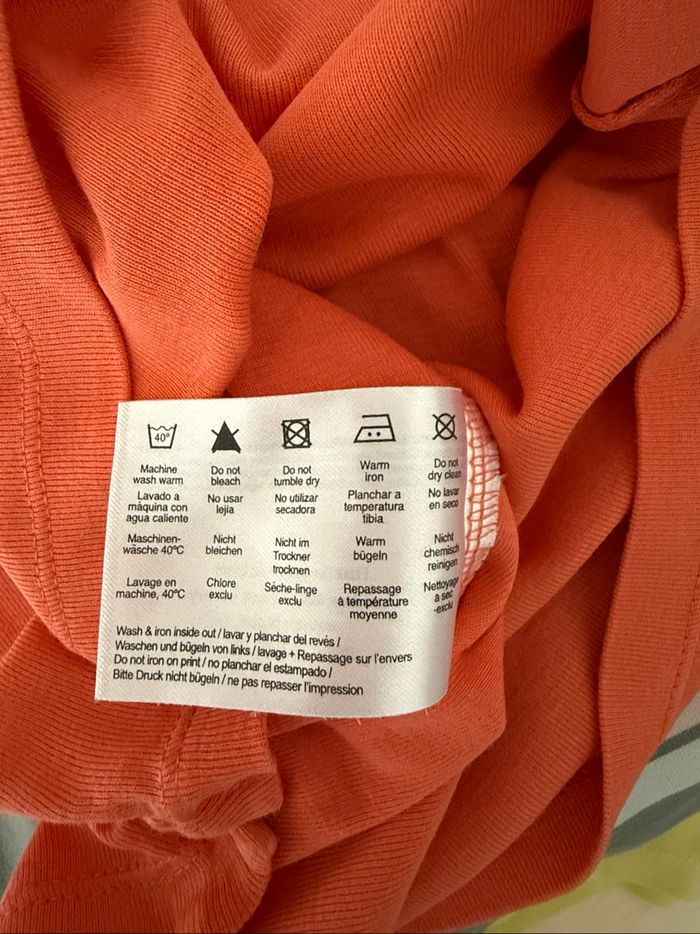 40°
Machine
wash warm
Lavado a
máquina con
agua caliente
Maschinen-
wäsche 40ºC
Lavage en
machine, 40ºC
Do not
bleach
No usar
lejía
Nicht
bleichen
Chlore
exclu
Do not
tumble dry
No utilizar
secadora
Nicht im
Trockner
trocknen
Séche-linge
exclu
Warm
iron
Planchar a
temperatura
tibia
Warm
bügeln
Repassage
à température
moyenne
Do not
dry clean
No lavar
en seco
Nicht
chemisch
reinigen
Nettoyage
à sec
-exclu
Wash & iron inside out / lavar y planchar del revés /
Waschen und bügeln von links / lavage + Repassage sur l'envers
Do not iron on print / no planchar el estampado /
Bitte Druck nicht bügeln / ne pas repasser l'impression